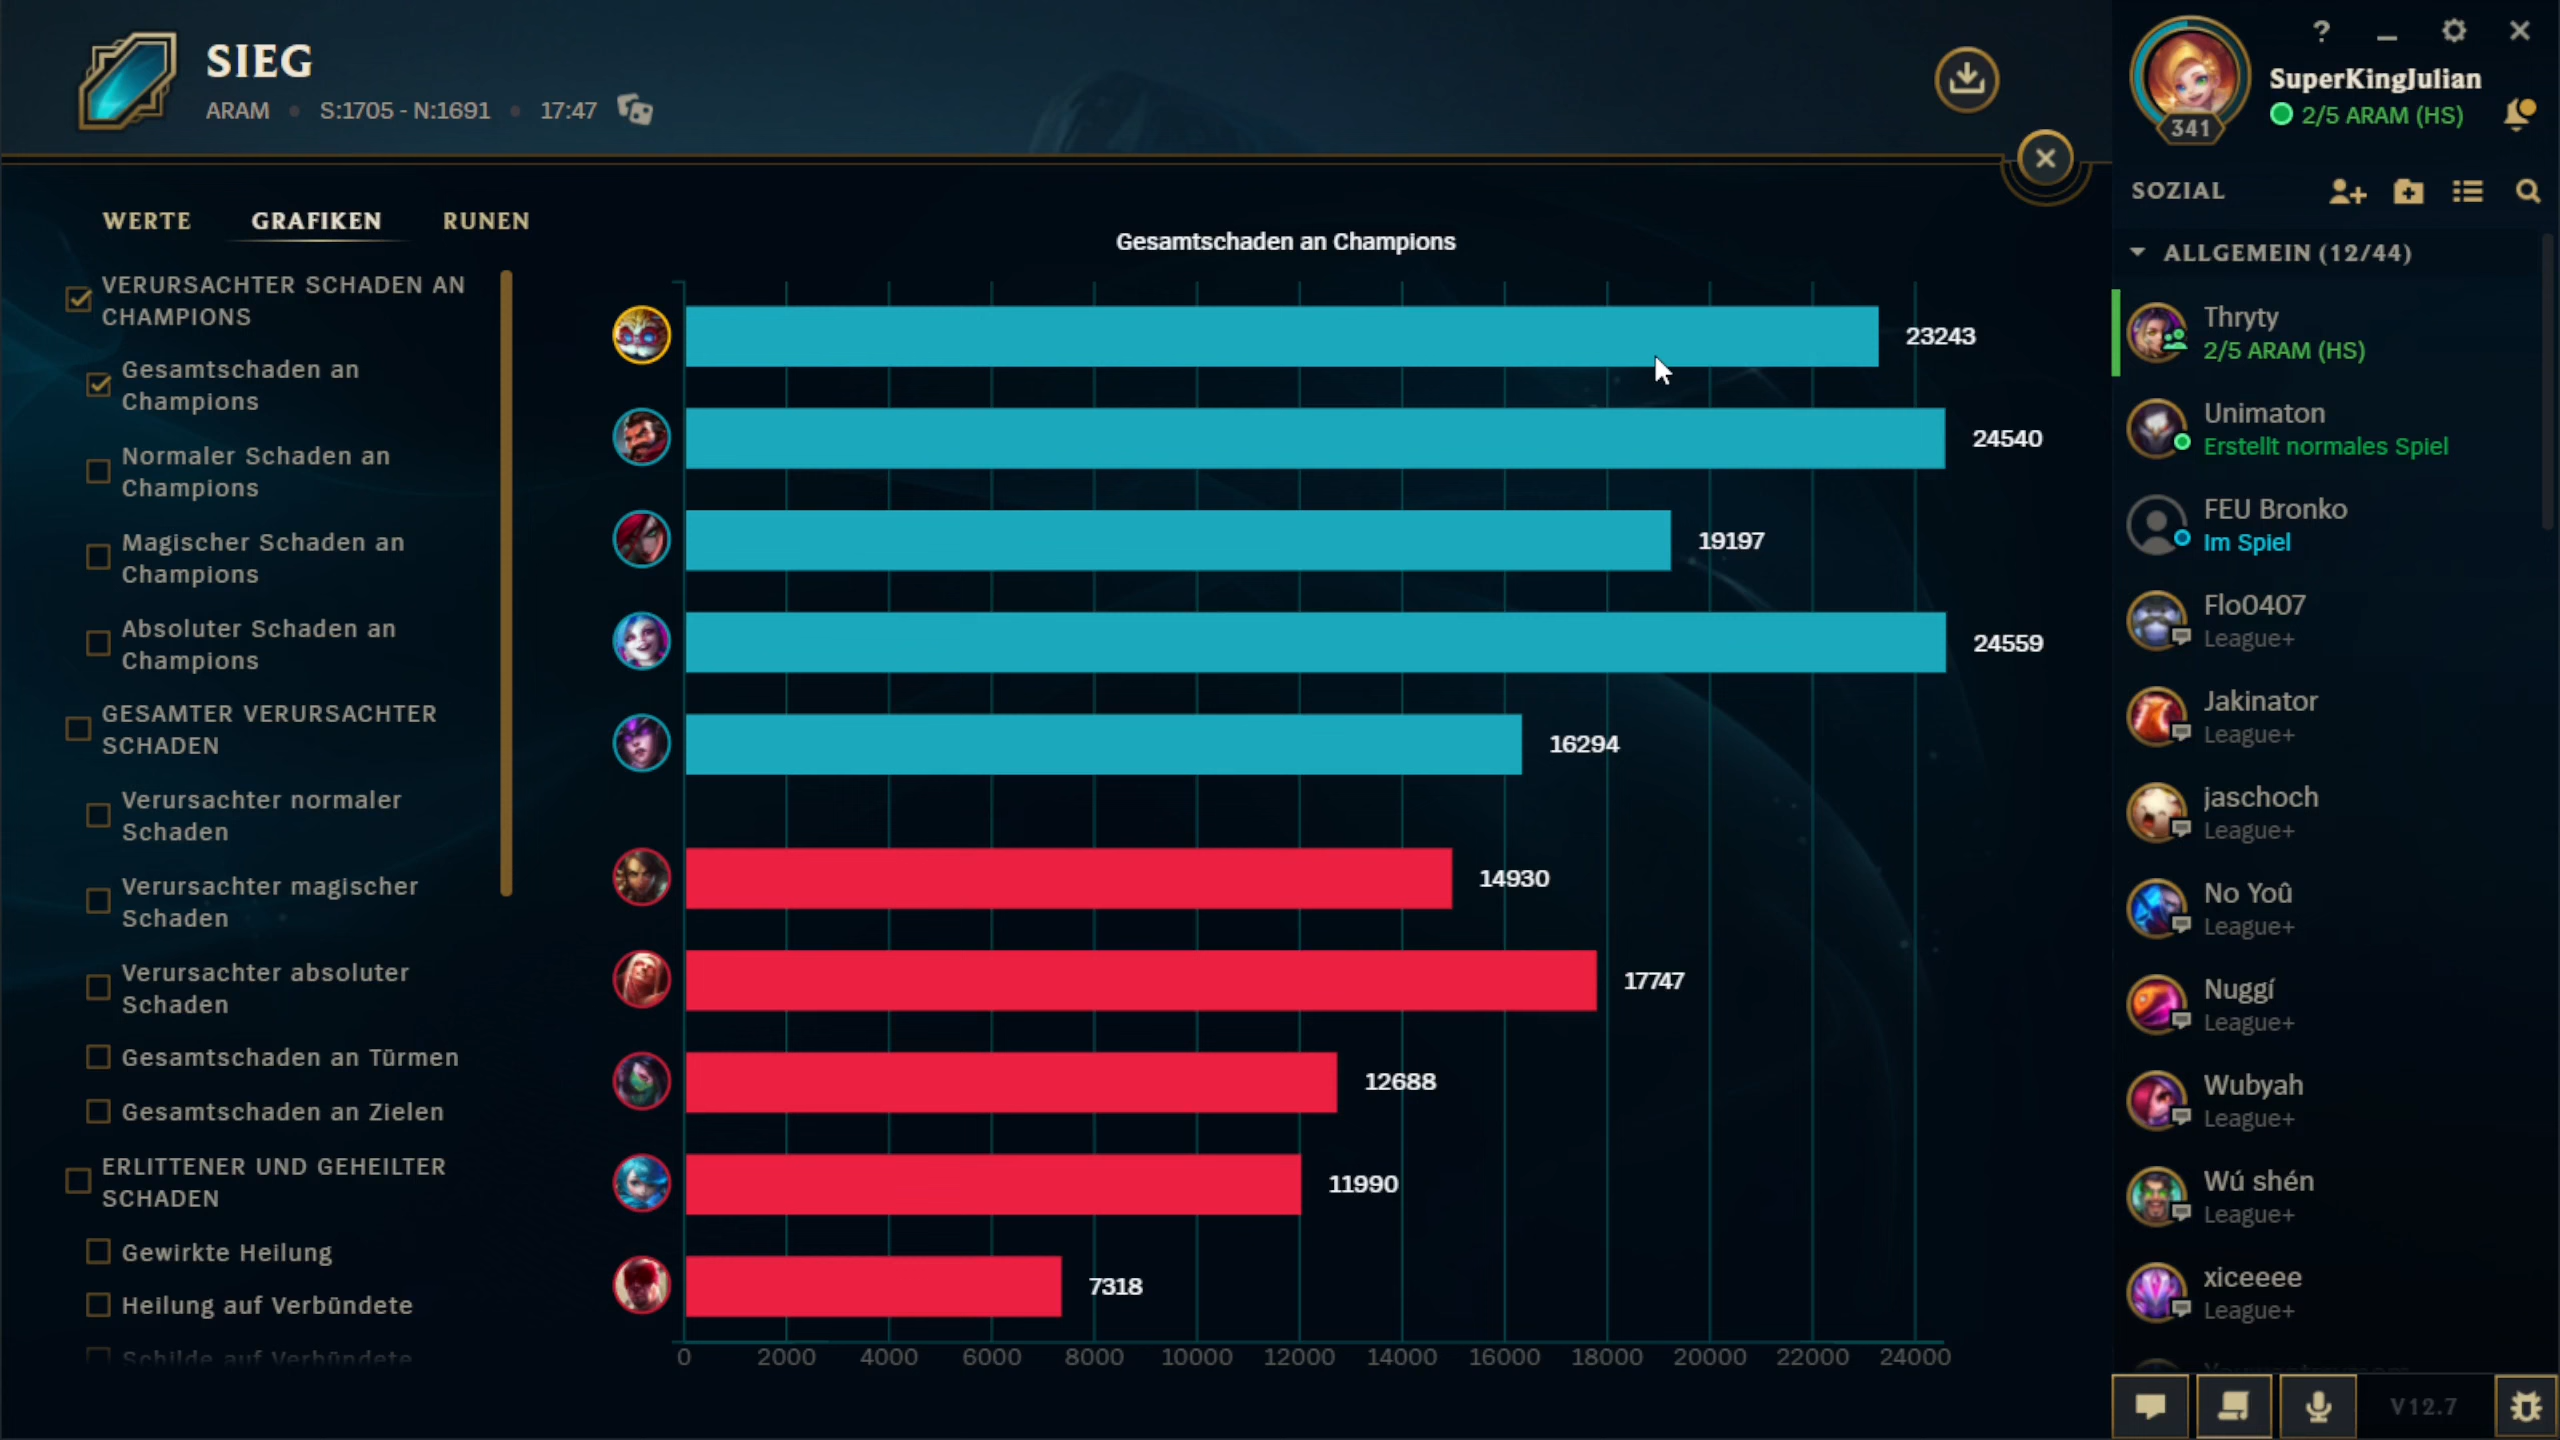 SIEG
ARAM • S:1705 - N:1691 • 17:47
WERTE GRAFIKEN RUNEN
VERURSACHTER SCHADEN AN
CHAMPIONS
Gesamtschaden an
Champions
Normaler Schaden an
Champions
Magischer Schaden an
Champions
Absoluter Schaden an
Champions
GESAMTER VERURSACHTER
SCHADEN
Verursachter normaler
Schaden
Verursachter magischer
Schaden
Verursachter absoluter
Schaden
Gesamtschaden an Türmen
Gesamtschaden an Zielen
ERLITTENER UND GEHEILTER
SCHADEN
Gewirkte Heilung
Heilung auf Verbündete
Schilde auf Verbündete
Gesamtschaden an Champions
23243
24540
19197
24559
16294
14930
17747
12688
11990
7318
0 2000 4000 6000 8000 10000 12000 14000 16000 18000 20000 22000 24000
?
SuperKingJulian
2/5 ARAM (HS)
341
SOZIAL
ALLGEMEIN (12/44)
Thryty
2/5 ARAM (HS)
Unimaton
Erstellt normales Spiel
FEU Bronko
Im Spiel
Flo0407
League+
Jakinator
League+
jaschoch
League+
No Yoû
League+
Nuggí
League+
Wubyah
League+
Wú shén
League+
xiceeee
League+
V12.7